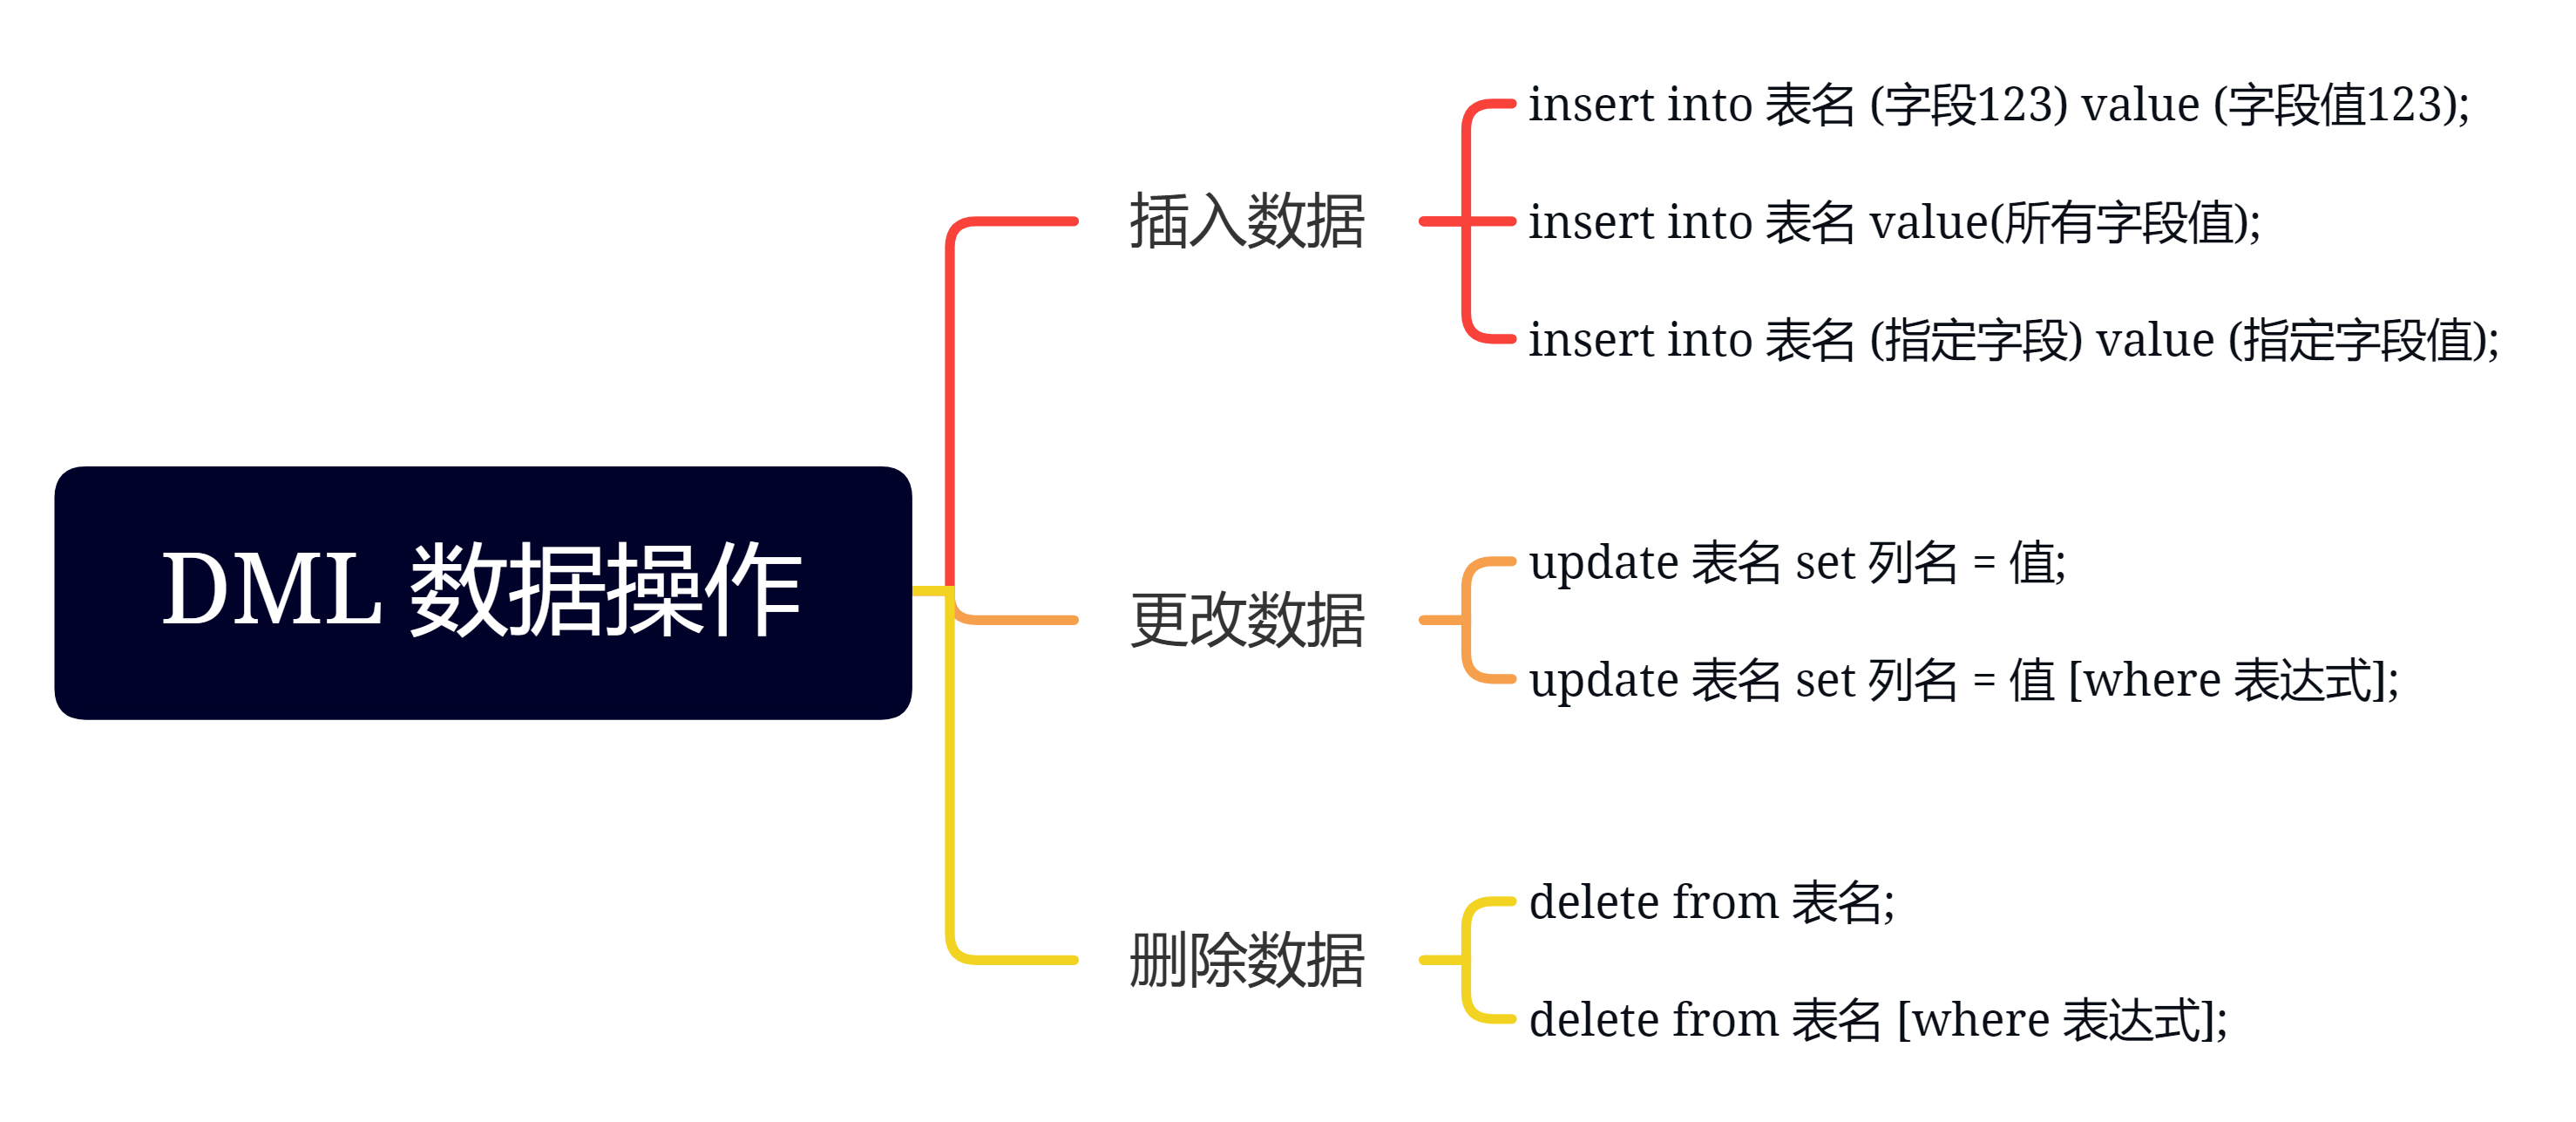 DML 数据操作
插入数据
insert into 表名 (字段123) value (字段值123);
insert into 表名 value(所有字段值);
insert into 表名 (指定字段) value (指定字段值);
更改数据
update 表名 set 列名 = 值;
update 表名 set 列名 = 值 [where 表达式];
删除数据
delete from 表名;
delete from 表名 [where 表达式];